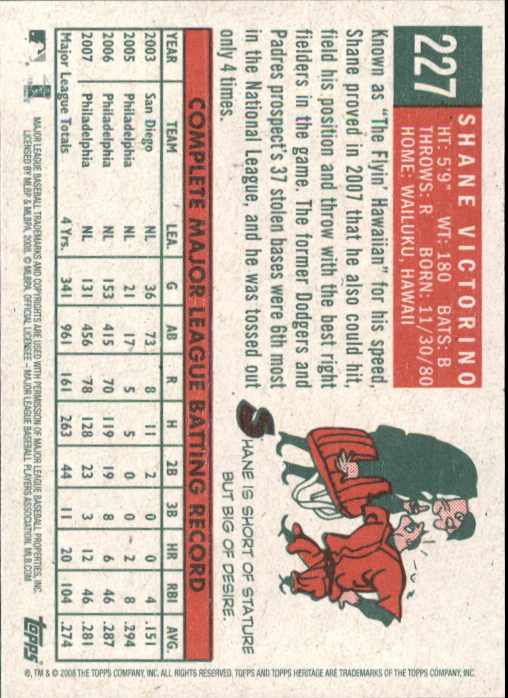 227
SHANE VICTORINO
HT: 5'9" WT: 180 BATS: B
THROWS: R BORN: 11/30/80
HOME: WAILUKU, HAWAII
Known as "The Flyin' Hawaiian" for his speed,
Shane proved in 2007 that he also could hit,
field his position and throw with the best right
fielders in the game. The former Dodgers and
Padres prospect's 37 stolen bases were 6th most
in the National League, and he was tossed out
only 4 times.
SHANE IS SHORT OF STATURE
BUT BIG OF DESIRE.
COMPLETE MAJOR LEAGUE BATTING RECORD
YEAR TEAM LEA. G AB R H 2B 3B HR RBI AVG.
2003 San Diego NL 36 73 8 11 2 0 0 4 .151
2005 Philadelphia NL 21 17 5 5 0 0 2 8 .294
2006 Philadelphia NL 153 415 70 119 19 8 6 46 .287
2007 Philadelphia NL 131 456 78 128 23 3 12 46 .281
Major League Totals 4 Yrs. 341 961 161 263 44 11 20 104 .274
MAJOR LEAGUE BASEBALL TRADEMARKS AND COPYRIGHTS ARE USED WITH PERMISSION OF MAJOR LEAGUE BASEBALL PROPERTIES, INC.
LICENSED BY MLBP & MLBPA, 2008. © MLBPA, OFFICIAL LICENSEE – MAJOR LEAGUE BASEBALL PLAYERS ASSOCIATION. MLB.COM
TOPPS
®, TM & © 2008 THE TOPPS COMPANY, INC. ALL RIGHTS RESERVED. TOPPS AND TOPPS HERITAGE ARE TRADEMARKS OF THE TOPPS COMPANY, INC.